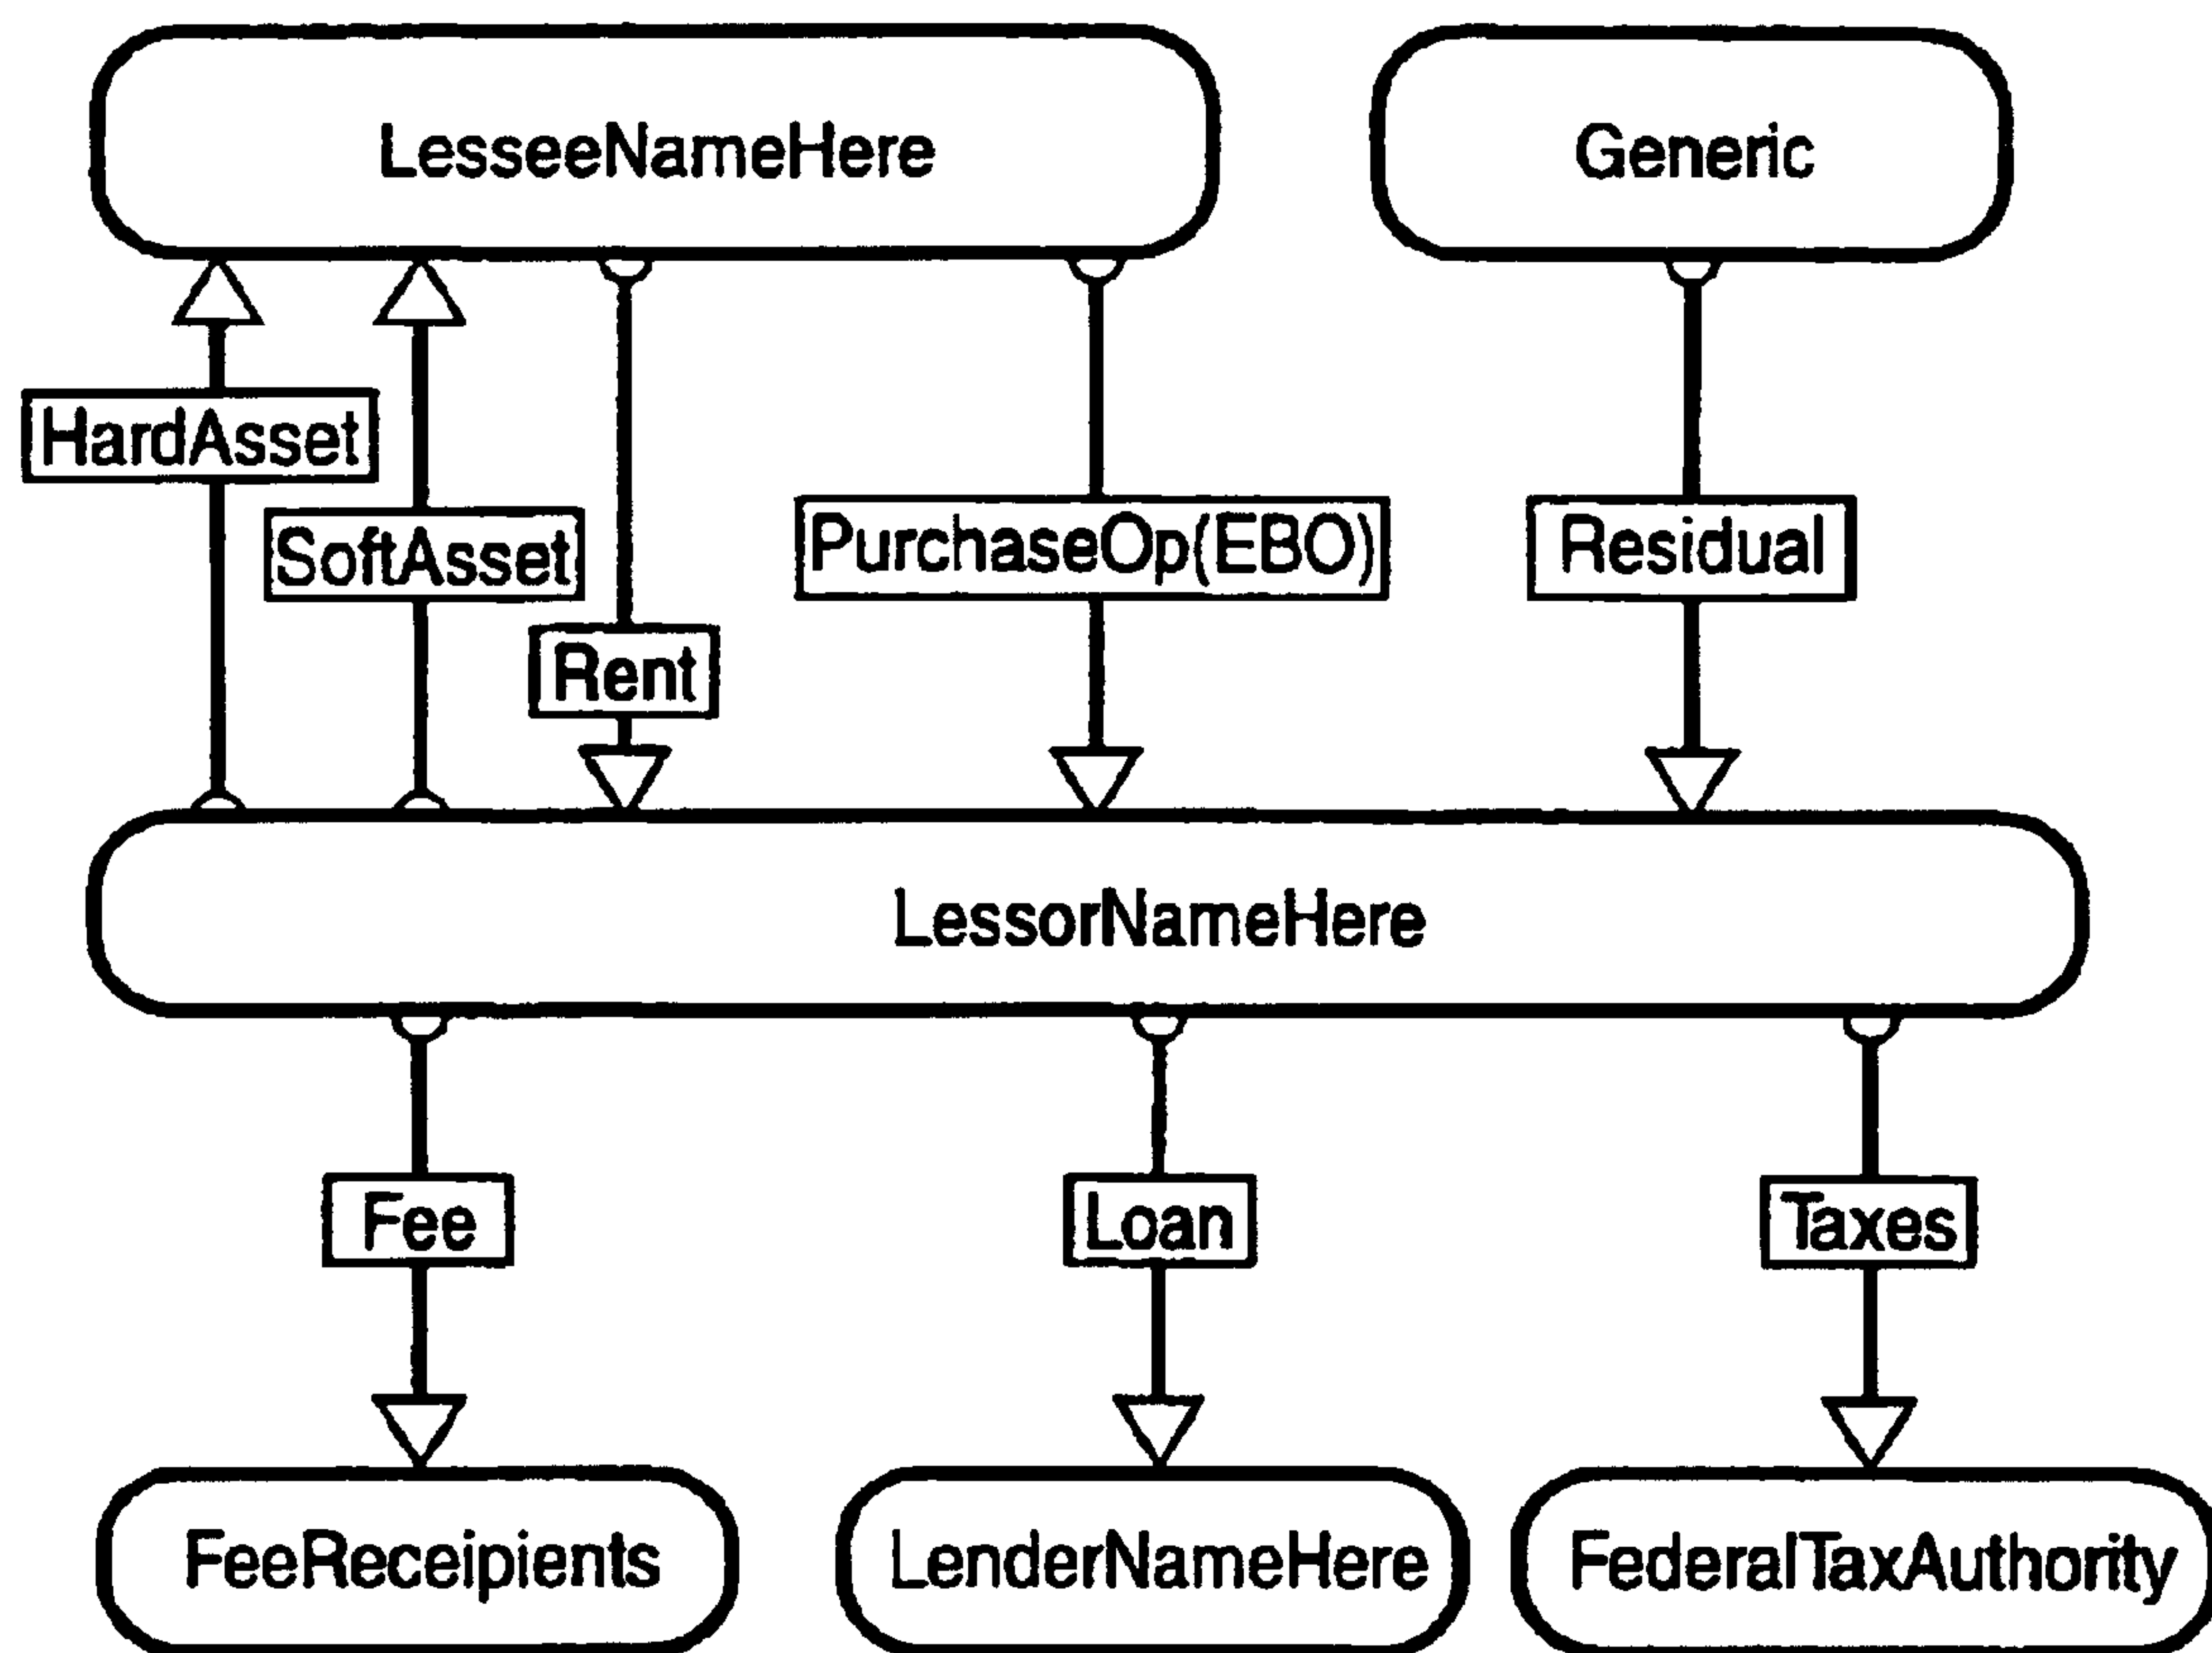 LesseeNameHere
Generic
HardAsset
SoftAsset
PurchaseOp(EBO)
Residual
Rent
LessorNameHere
Fee
Loan
Taxes
FeeReceipients
LenderNameHere
FederalTaxAuthority